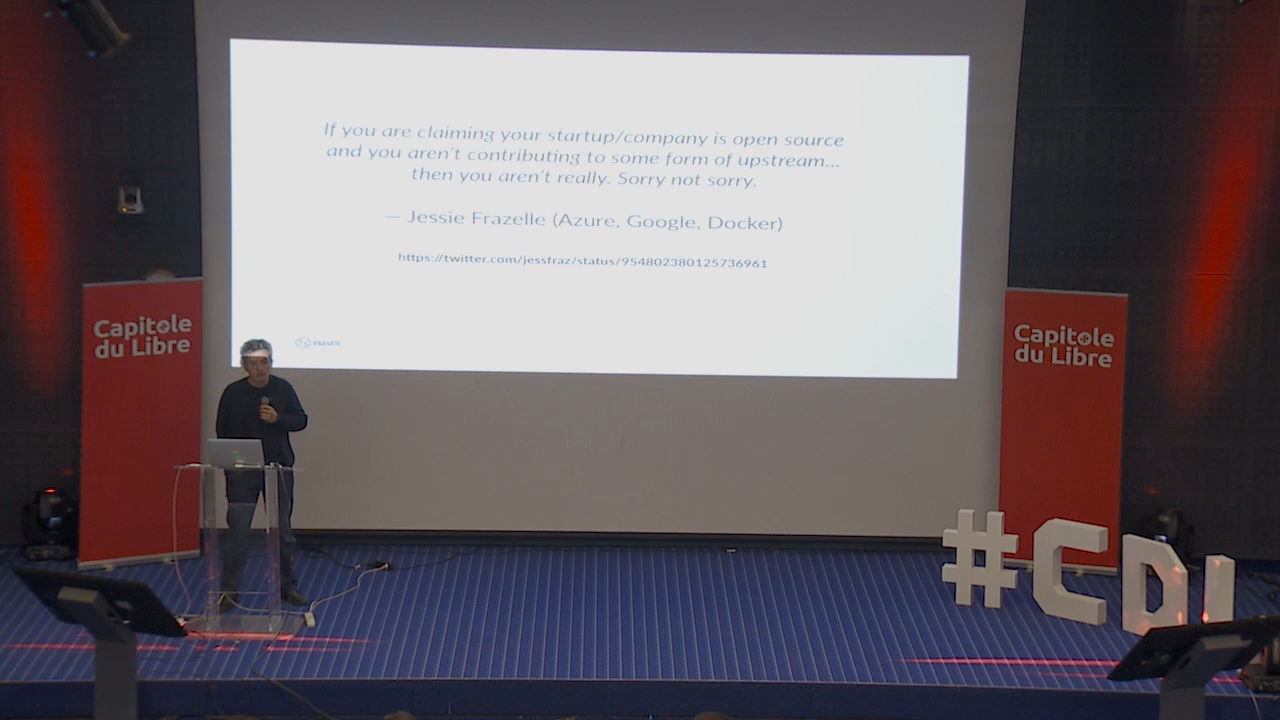 If you are claiming your startup/company is open source
and you aren't contributing to some form of upstream...
then you aren't really. Sorry not sorry.
— Jessie Frazelle (Azure, Google, Docker)
https://twitter.com/jessfraz/status/954802380125736961
elastic
Capitole
du Libre
Capitole
du Libre
#CDL